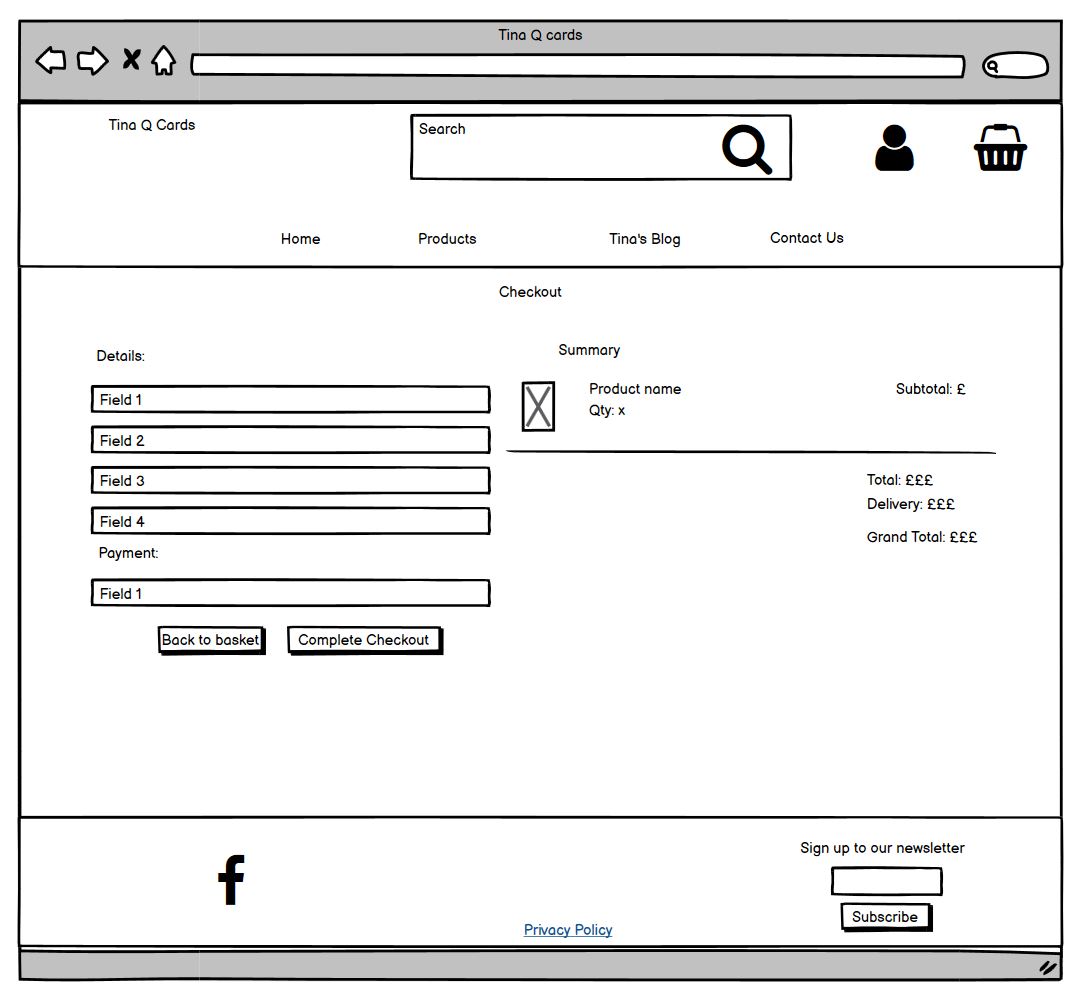 Tina Q cards
Tina Q Cards
Search
Home
Products
Tina's Blog
Contact Us
Checkout
Details:
Field 1
Field 2
Field 3
Field 4
Payment:
Field 1
Back to basket
Complete Checkout
Summary
Product name
Qty: x
Subtotal: £
Total: £££
Delivery: £££
Grand Total: £££
Sign up to our newsletter
Subscribe
Privacy Policy